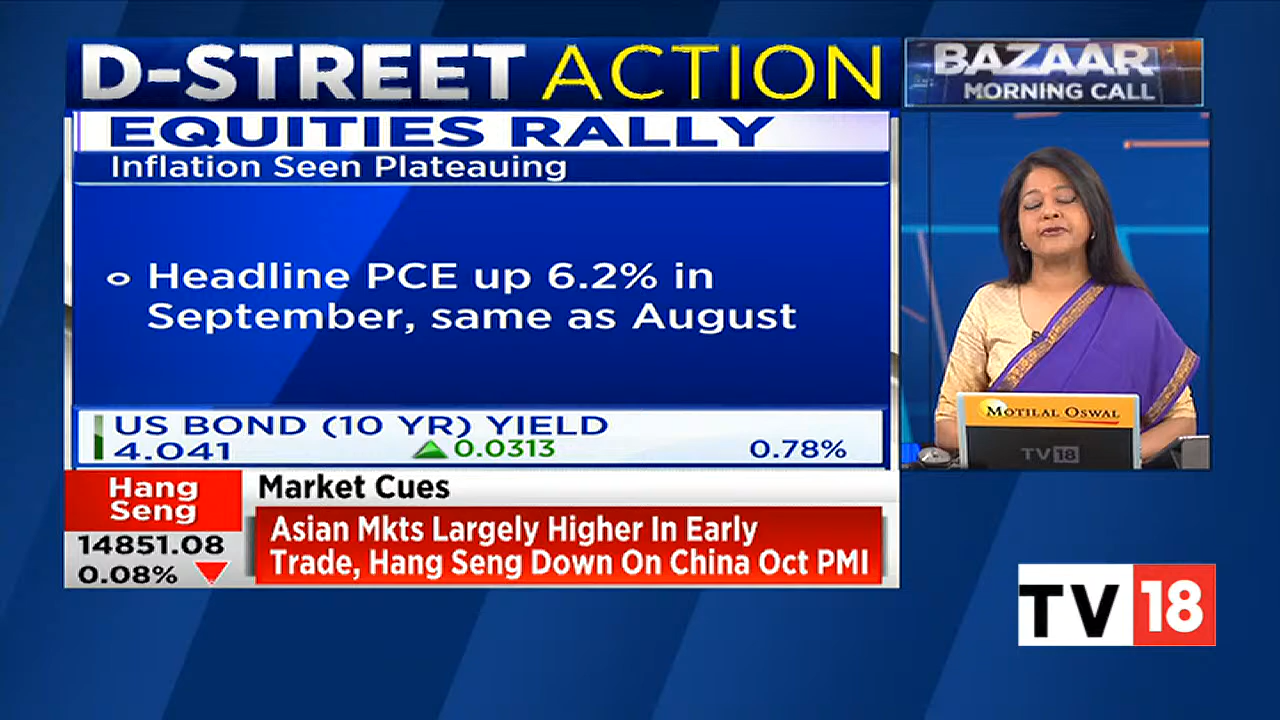 D-STREET ACTION
BAZAAR
MORNING CALL
EQUITIES RALLY
Inflation Seen Plateauing
Headline PCE up 6.2% in
September, same as August
US BOND (10 YR) YIELD
4.041 0.0313 0.78%
Hang
Seng
14851.08
0.08%
Market Cues
Asian Mkts Largely Higher In Early
Trade, Hang Seng Down On China Oct PMI
MOTILAL OSWAL
TV18
TV18